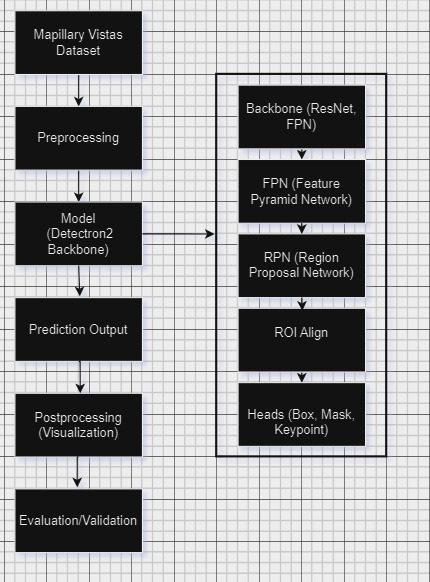 Mapillary Vistas
Dataset
Preprocessing
Model
(Detectron2
Backbone)
Prediction Output
Postprocessing
(Visualization)
Evaluation/Validation
Backbone (ResNet,
FPN)
FPN (Feature
Pyramid Network)
RPN (Region
Proposal Network)
ROI Align
Heads (Box, Mask,
Keypoint)